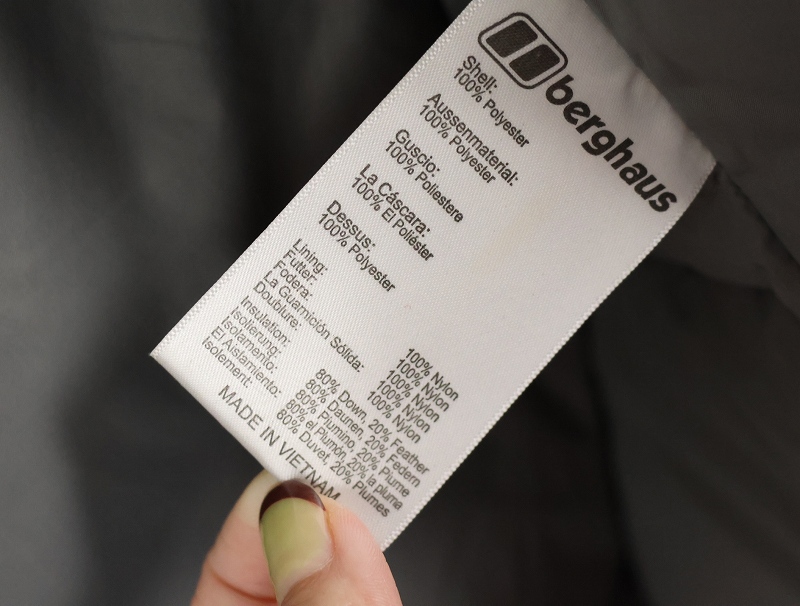 berghaus
Shell:
100% Polyester
Aussenmaterial:
100% Polyester
Guscio:
100% Poliestere
La Cáscara:
100% El Poliéster
Dessus:
100% Polyester
Lining: 100% Nylon
Futter: 100% Nylon
Fodera: 100% Nylon
La Guarnición Sólida: 100% Nylon
Doublure: 100% Nylon
Insulation: 80% Down, 20% Feather
Isolierung: 80% Daunen, 20% Federn
Isolamento: 80% Piumino, 20% Piume
El Aislamiento: 80% el Plumón, 20% la pluma
Isolement: 80% Duvet, 20% Plumes
MADE IN VIETNAM